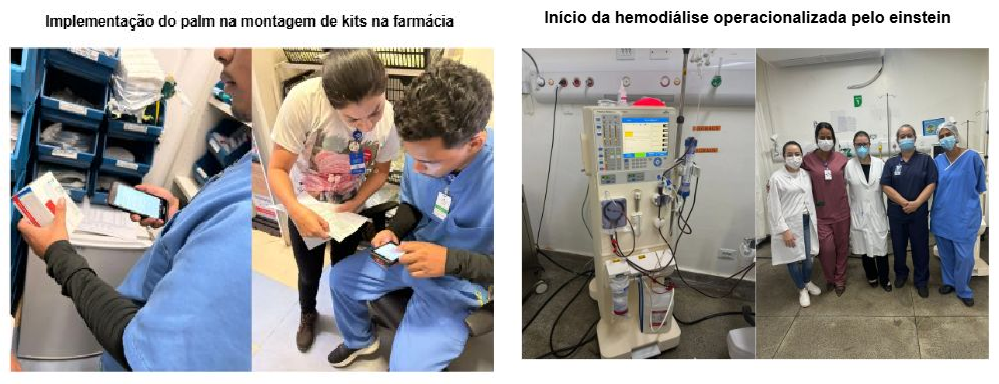 Implementação do palm na montagem de kits na farmácia
Início da hemodiálise operacionalizada pelo einstein